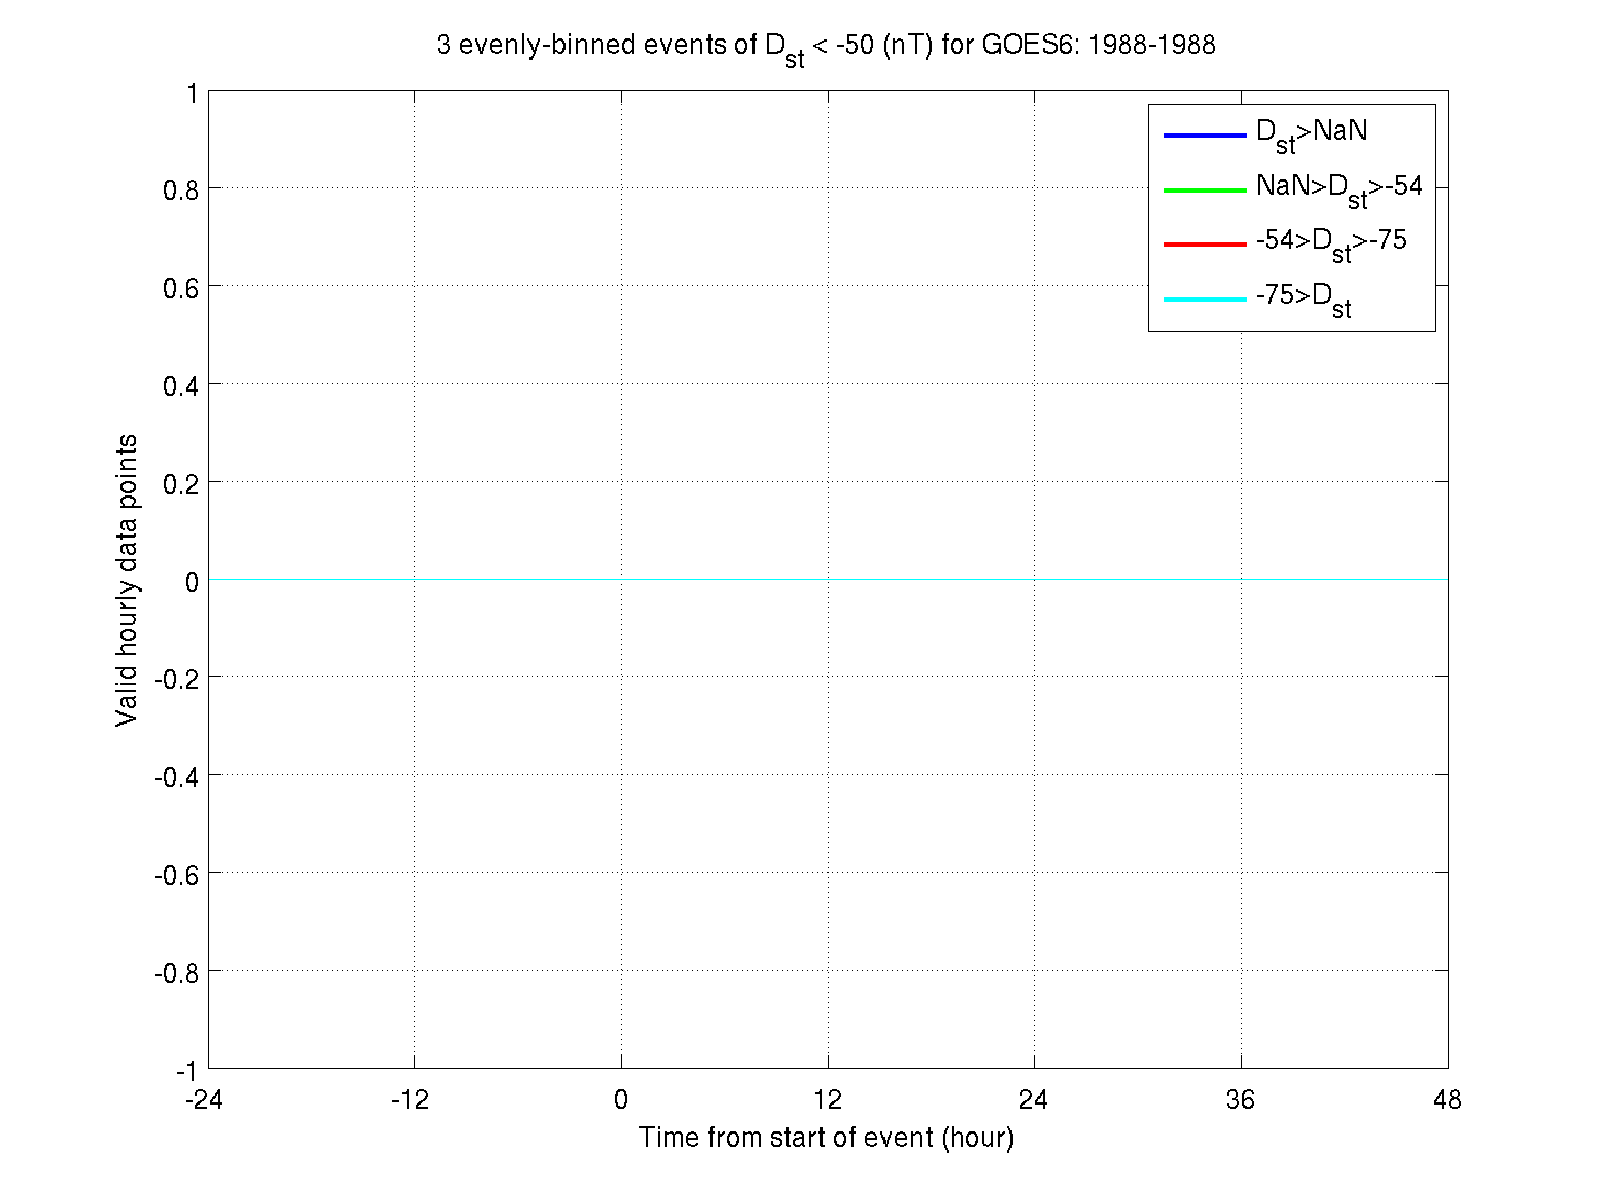 3 evenly-binned events of Dst < -50 (nT) for GOES6: 1988-1988
Dst>NaN
NaN>Dst>-54
-54>Dst>-75
-75>Dst
1
0.8
0.6
0.4
0.2
0
-0.2
-0.4
-0.6
-0.8
-1
Valid hourly data points
-24 -12 0 12 24 36 48
Time from start of event (hour)